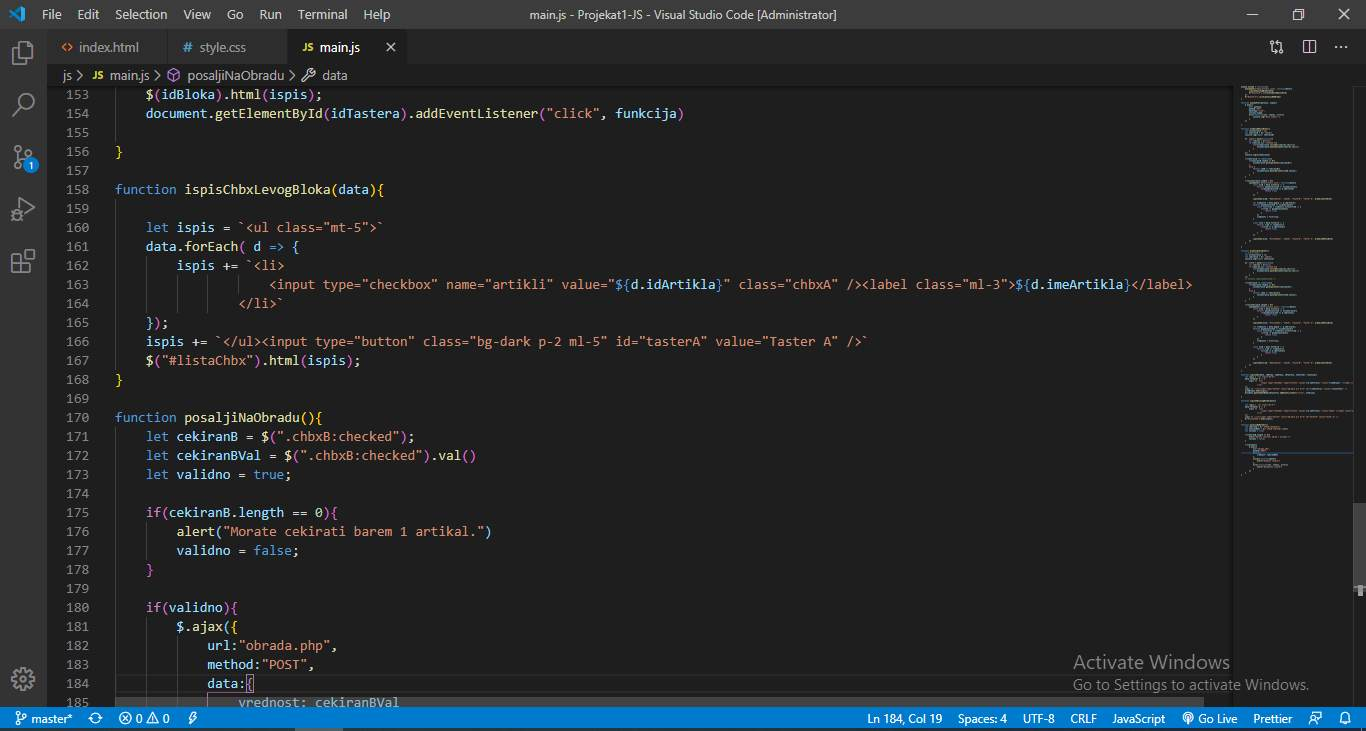 File Edit Selection View Go Run Terminal Help main.js - Projekat1-JS - Visual Studio Code [Administrator]
<> index.html # style.css JS main.js
js > JS main.js > posaljiNaObradu > data
153 $(idBloka).html(ispis);
154 document.getElementById(idTastera).addEventListener("click", funkcija)
155
156 }
157
158 function ispisChbxLevogBloka(data){
159
160 let ispis = `<ul class="mt-5">`
161 data.forEach( d => {
162 ispis += `<li>
163 <input type="checkbox" name="artikli" value="${d.idArtikla}" class="chbxA" /><label class="ml-3">${d.imeArtikla}</label>
164 </li>`
165 });
166 ispis += `</ul><input type="button" class="bg-dark p-2 ml-5" id="tasterA" value="Taster A" />`
167 $("#listaChbx").html(ispis);
168 }
169
170 function posaljiNaObradu(){
171 let cekiranB = $(".chbxB:checked");
172 let cekiranBVal = $(".chbxB:checked").val()
173 let validno = true;
174
175 if(cekiranB.length == 0){
176 alert("Morate cekirati barem 1 artikal.")
177 validno = false;
178 }
179
180 if(validno){
181 $.ajax({
182 url:"obrada.php",
183 method:"POST",
184 data:{
185 vrednost: cekiranBVal
Activate Windows
Go to Settings to activate Windows.
1
master* 0 0 Ln 184, Col 19 Spaces: 4 UTF-8 CRLF JavaScript Go Live Prettier